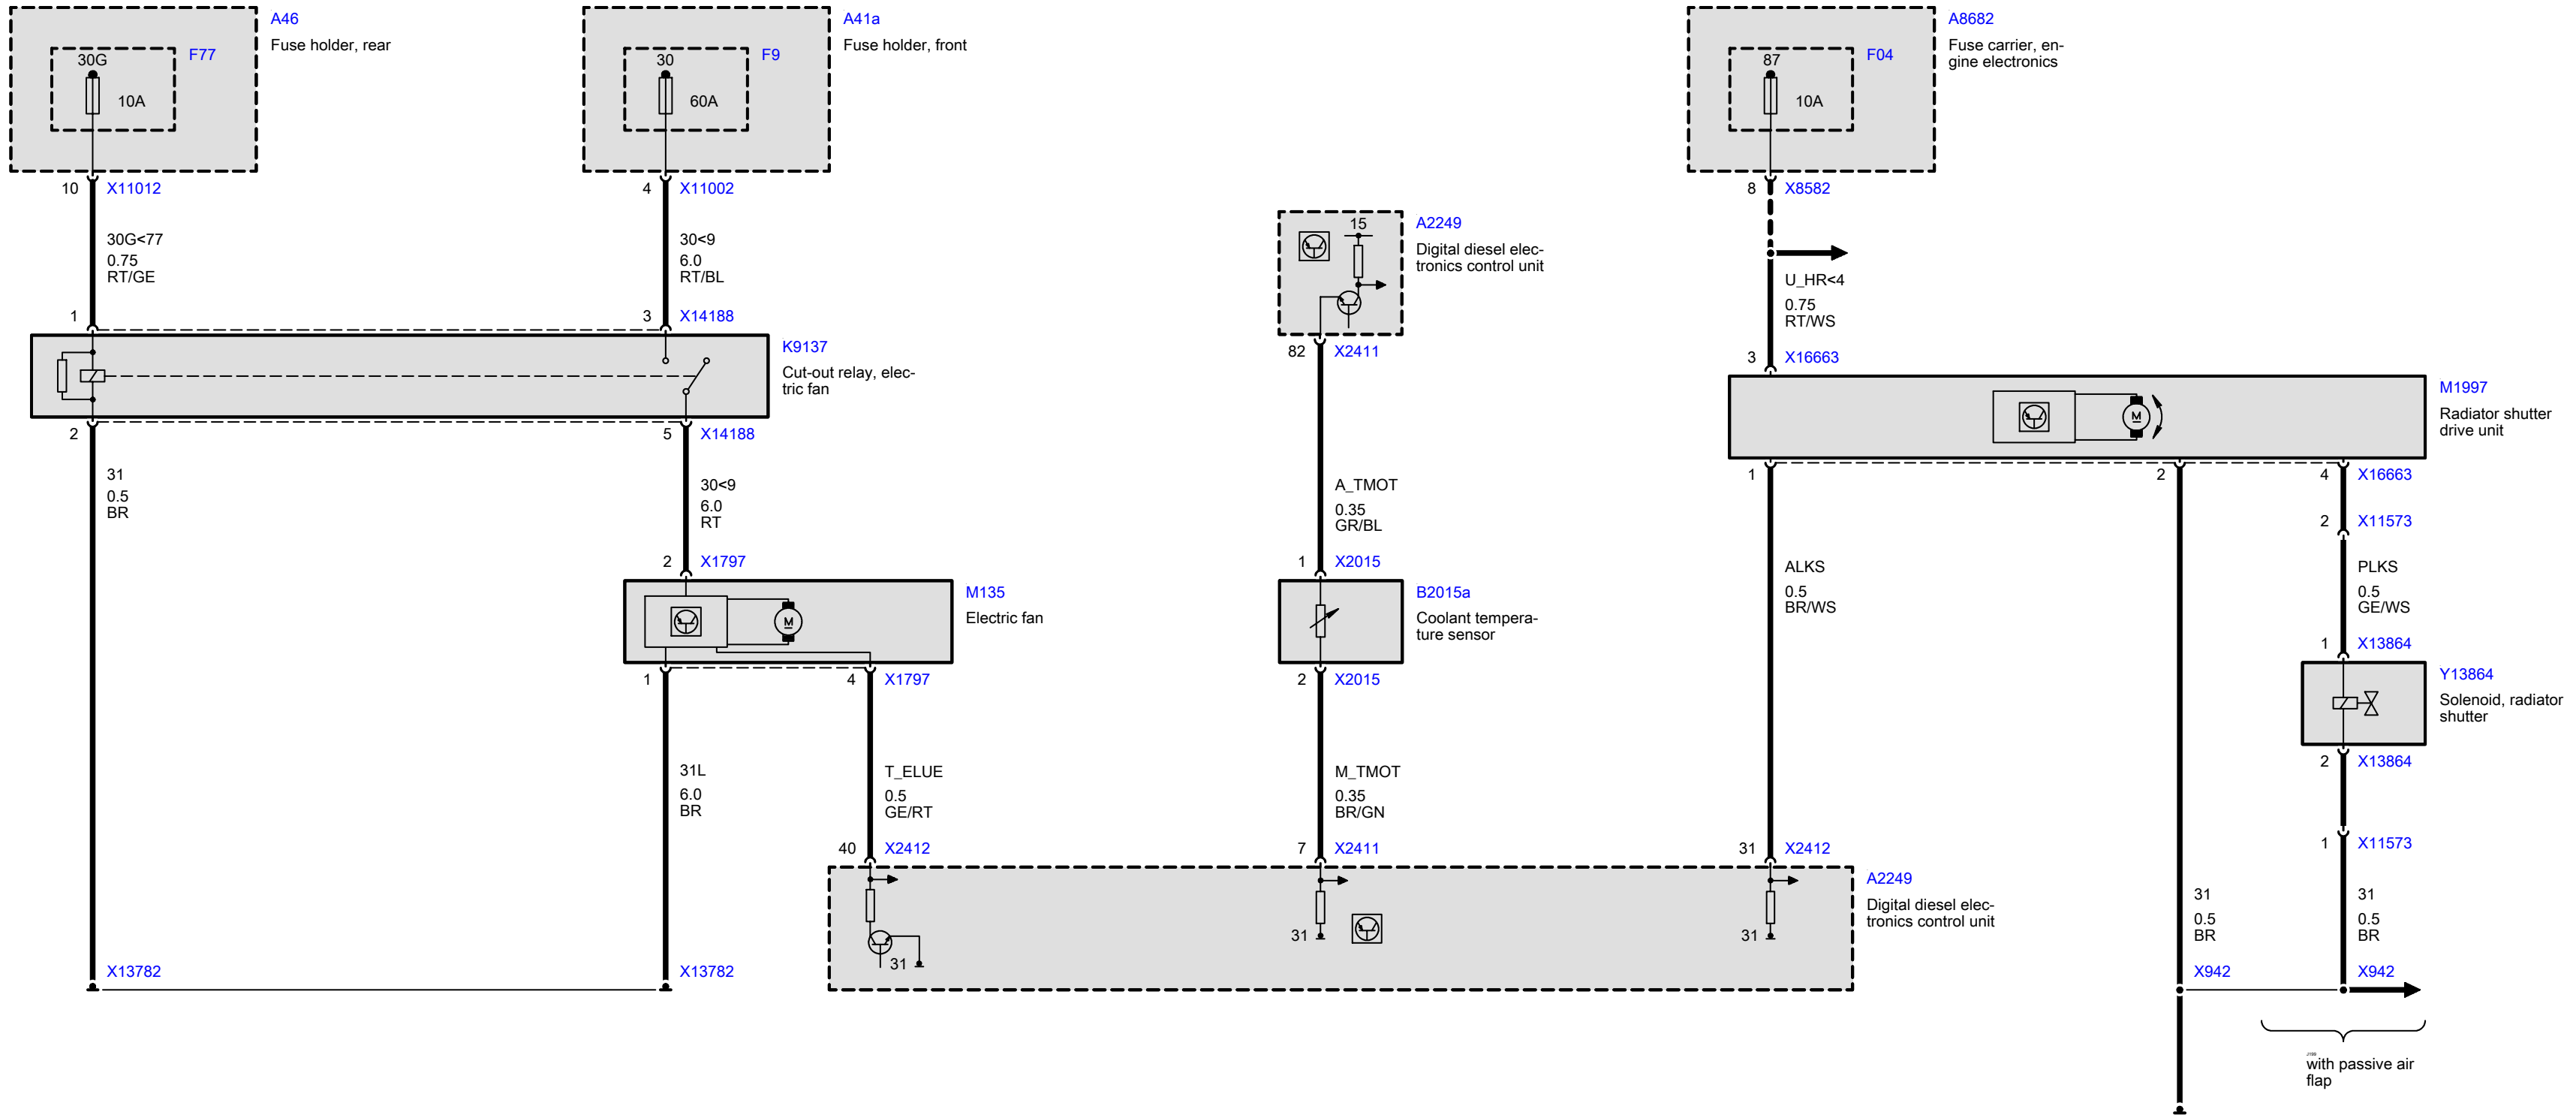 A46
Fuse holder, rear
30G
F77
10A
10
X11012
30G<77
0.75
RT/GE
A41a
Fuse holder, front
30
F9
60A
4
X11002
30<9
6.0
RT/BL
1
3
X14188
K9137
Cut-out relay, elec-
tric fan
2
5
X14188
31
0.5
BR
30<9
6.0
RT
2
X1797
M135
Electric fan
M
1
4
X1797
31L
6.0
BR
T_ELUE
0.5
GE/RT
X13782
X13782
15
A2249
Digital diesel elec-
tronics control unit
82
X2411
A_TMOT
0.35
GR/BL
1
X2015
B2015a
Coolant tempera-
ture sensor
2
X2015
M_TMOT
0.35
BR/GN
40
X2412
7
X2411
31
X2412
31
31
31
A2249
Digital diesel elec-
tronics control unit
A8682
Fuse carrier, en-
gine electronics
87
F04
10A
8
X8582
U_HR<4
0.75
RT/WS
3
X16663
M
M1997
Radiator shutter
drive unit
1
2
4
X16663
2
X11573
ALKS
0.5
BR/WS
PLKS
0.5
GE/WS
1
X13864
Y13864
Solenoid, radiator
shutter
2
X13864
1
X11573
31
0.5
BR
31
0.5
BR
X942
X942
with passive air
flap